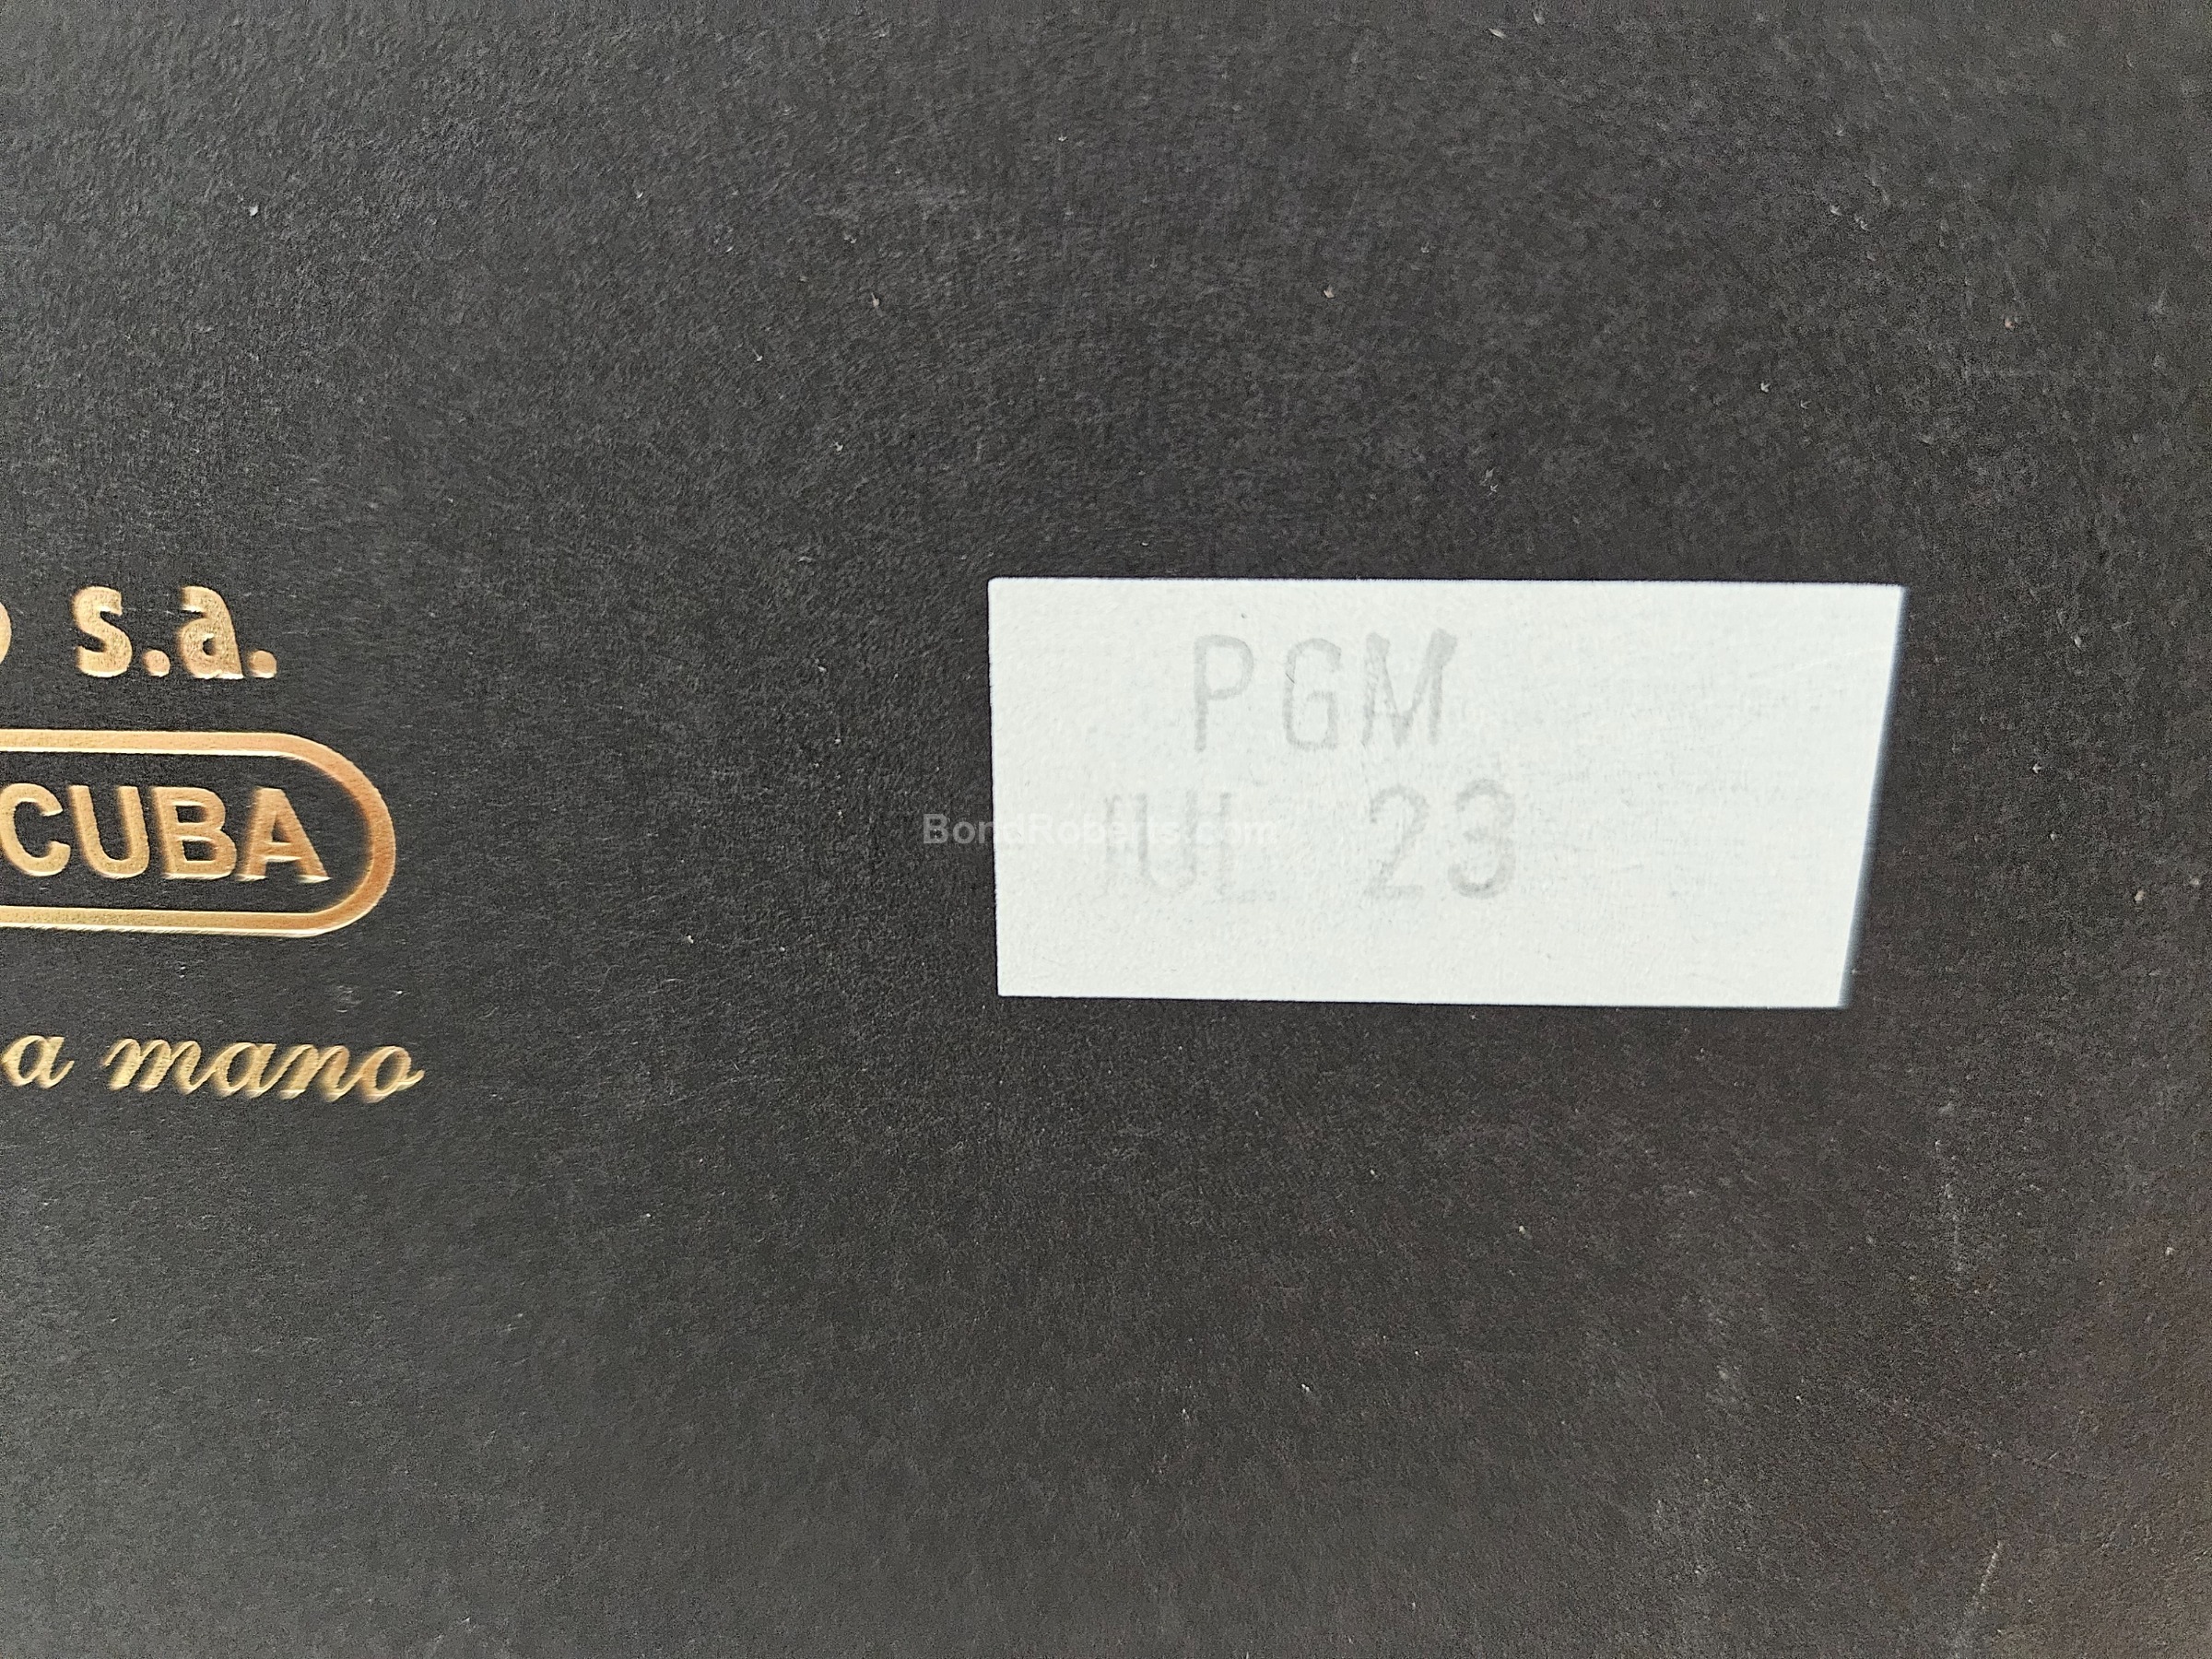 s.a.
CUBA
a mano
PGM
JUL 23
BondRoberts.com